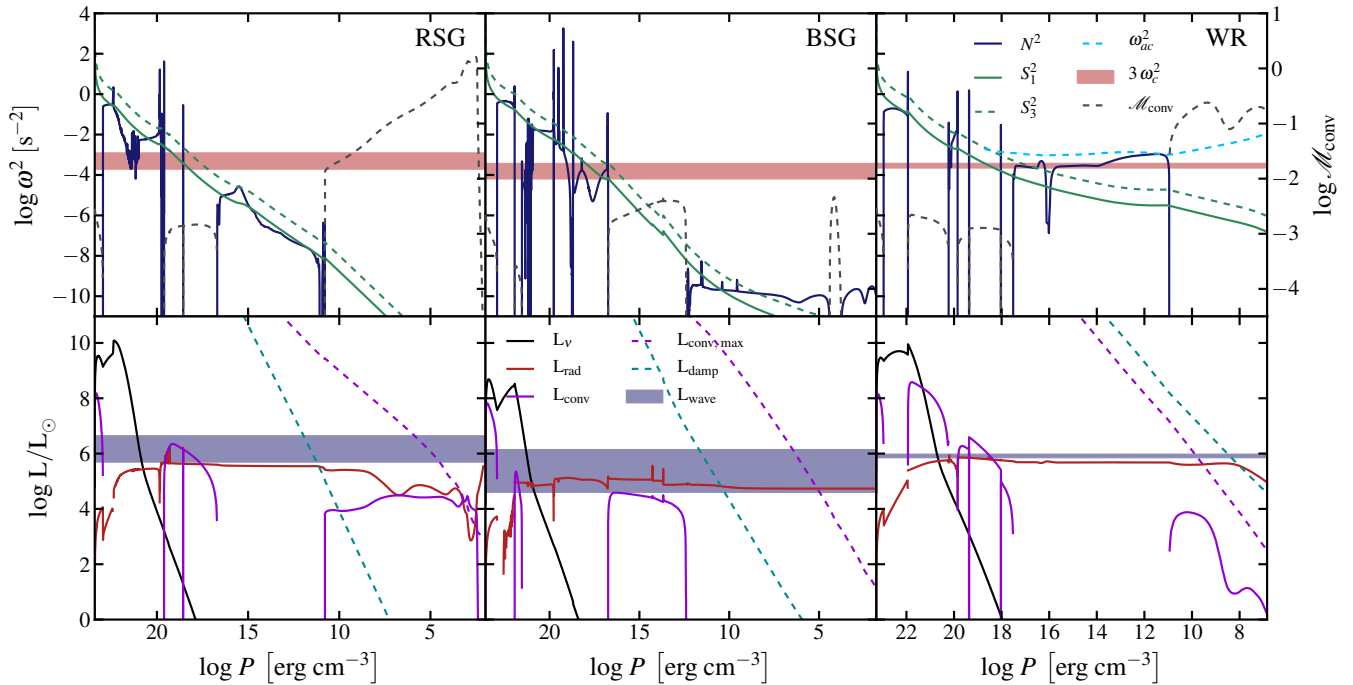 RSG
BSG
WR
N²
S₁²
S₃²
ω²ac
3 ω²c
ℳconv
4
2
0
−2
−4
−6
−8
−10
log ω² [s⁻²]
1
0
−1
−2
−3
−4
log ℳconv
Lν
Lrad
Lconv
Lconv, max
Ldamp
Lwave
10
8
6
4
2
0
log L/L⊙
20 15 10 5
20 15 10 5
22 20 18 16 14 12 10 8
log P [erg cm⁻³]
log P [erg cm⁻³]
log P [erg cm⁻³]